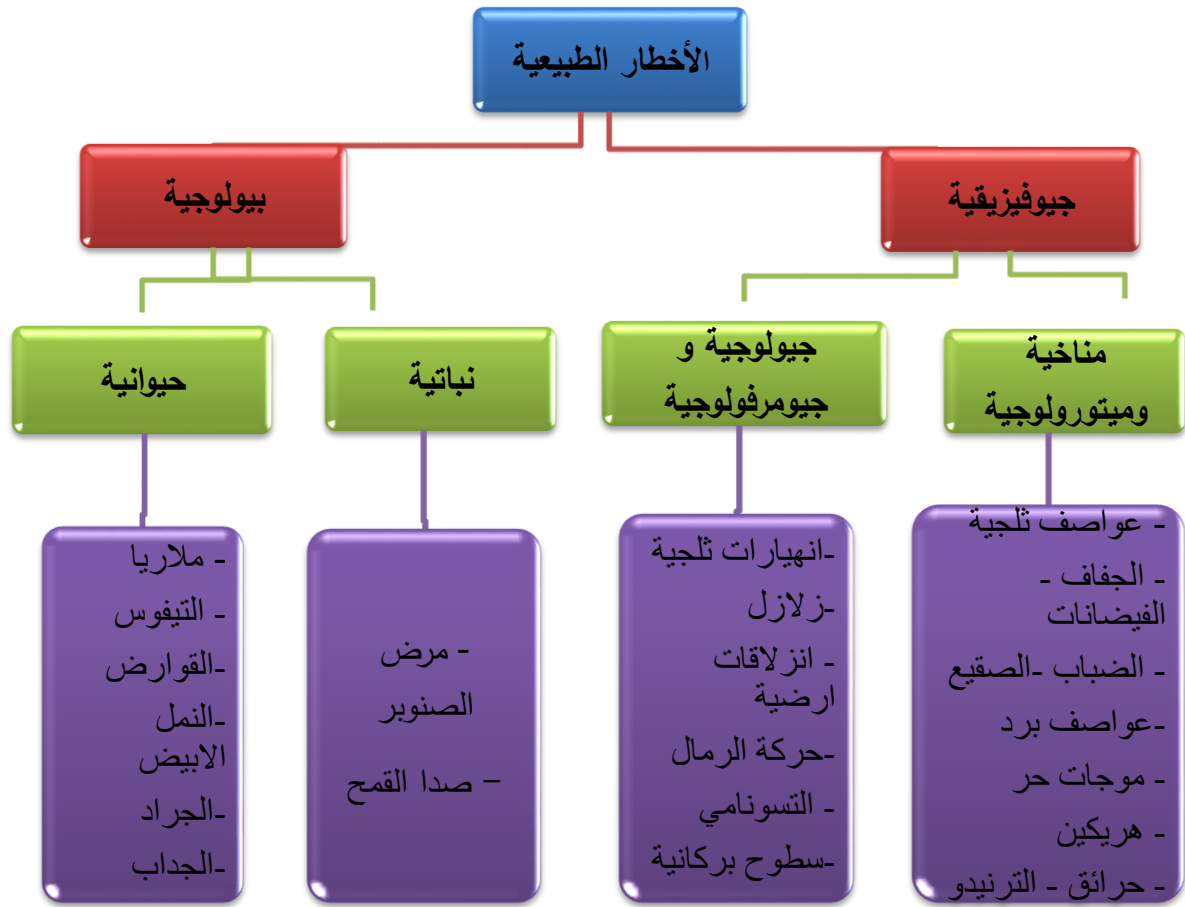 الأخطار الطبيعية
جيوفيزيقية
بيولوجية
مناخية
وميتورولوجية
جيولوجية و
جيومرفولوجية
نباتية
حيوانية
- عواصف ثلجية
- الجفاف -
الفيضانات
- الضباب -الصقيع
-عواصف برد
- موجات حر
- هريكين
- حرائق - الترنيدو
-انهيارات ثلجية
-زلازل
- انزلاقات
ارضية
-حركة الرمال
- التسونامي
-سطوح بركانية
- مرض
الصنوبر
– صدا القمح
- ملاريا
- التيفوس
-القوارض
-النمل
الابيض
-الجراد
-الجداب